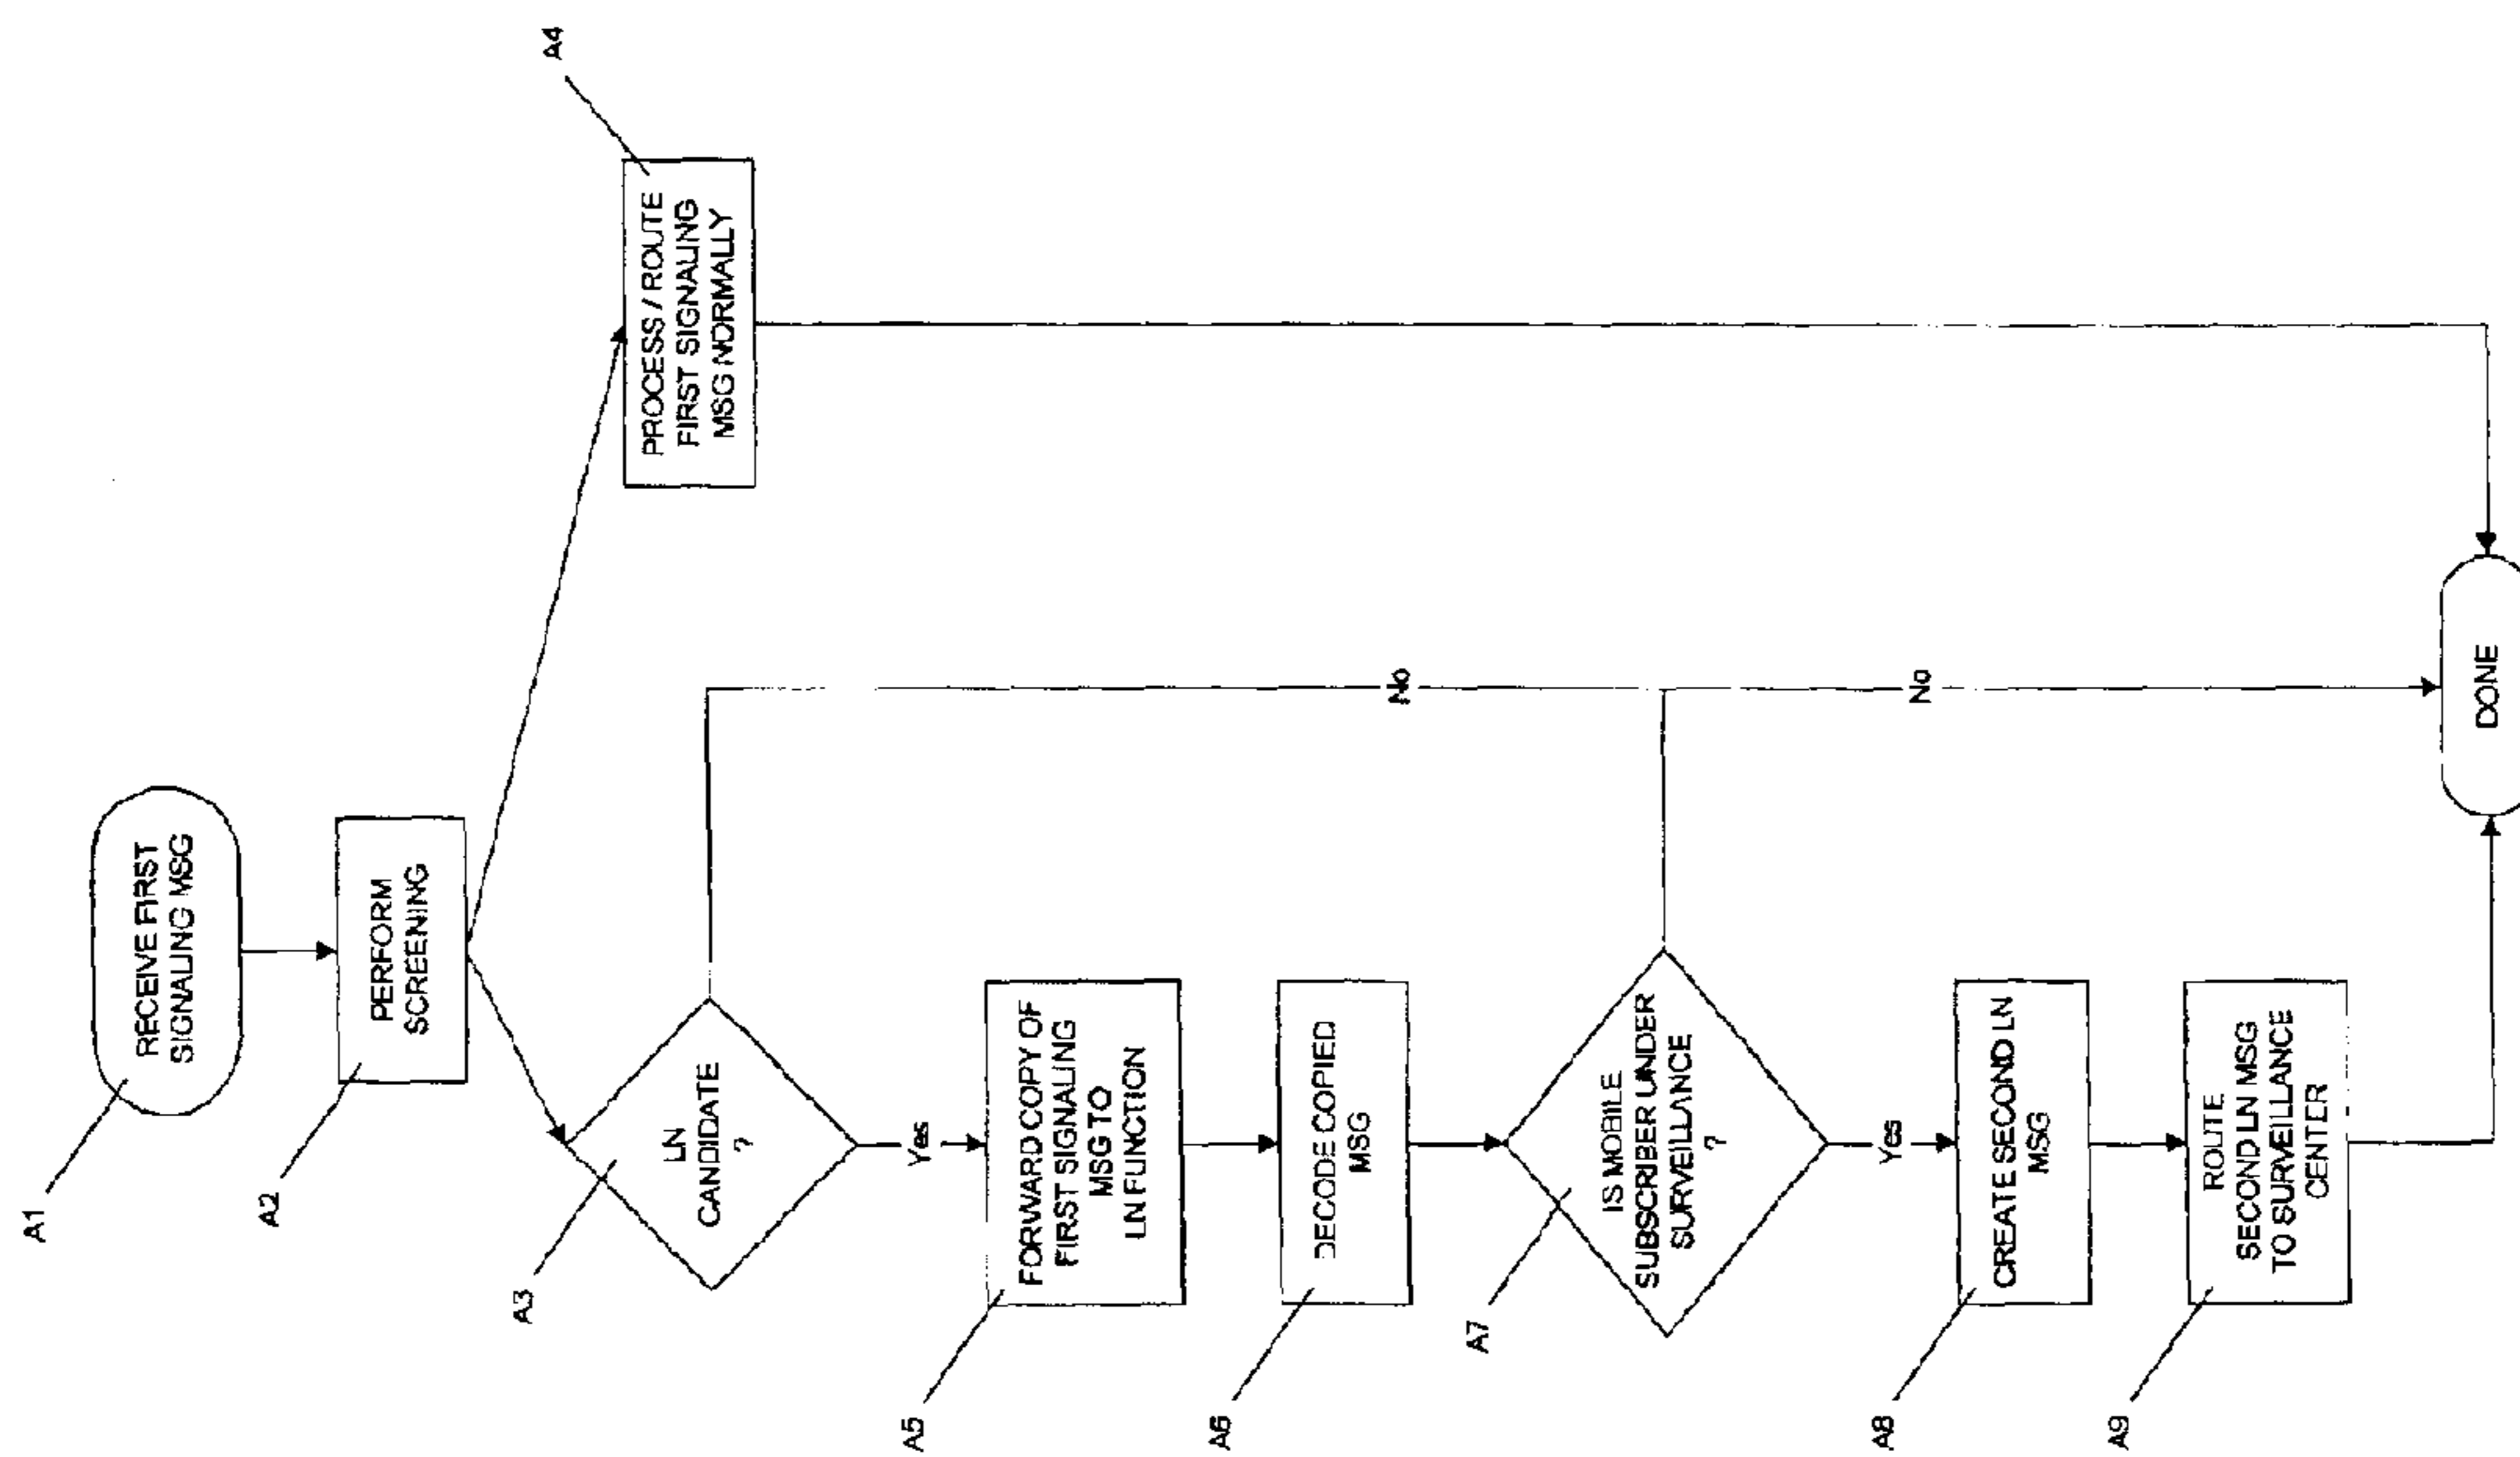 A1
RECEIVE FIRST
SIGNALING MSG
A2
PERFORM
SCREENING
A3
LN
CANDIDATE
?
A4
PROCESS / ROUTE
FIRST SIGNALING
MSG NORMALLY
Yes
No
A5
FORWARD COPY OF
FIRST SIGNALING
MSG TO
LN FUNCTION
A6
DECODE COPIED
MSG
A7
IS MOBILE
SUBSCRIBER UNDER
SURVEILLANCE
?
Yes
No
A8
CREATE SECOND LN
MSG
A9
ROUTE
SECOND LN MSG
TO SURVEILLANCE
CENTER
DONE